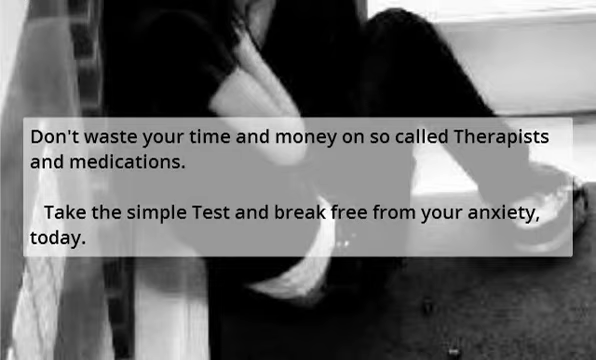 Don't waste your time and money on so called Therapists
and medications.
Take the simple Test and break free from your anxiety,
today.